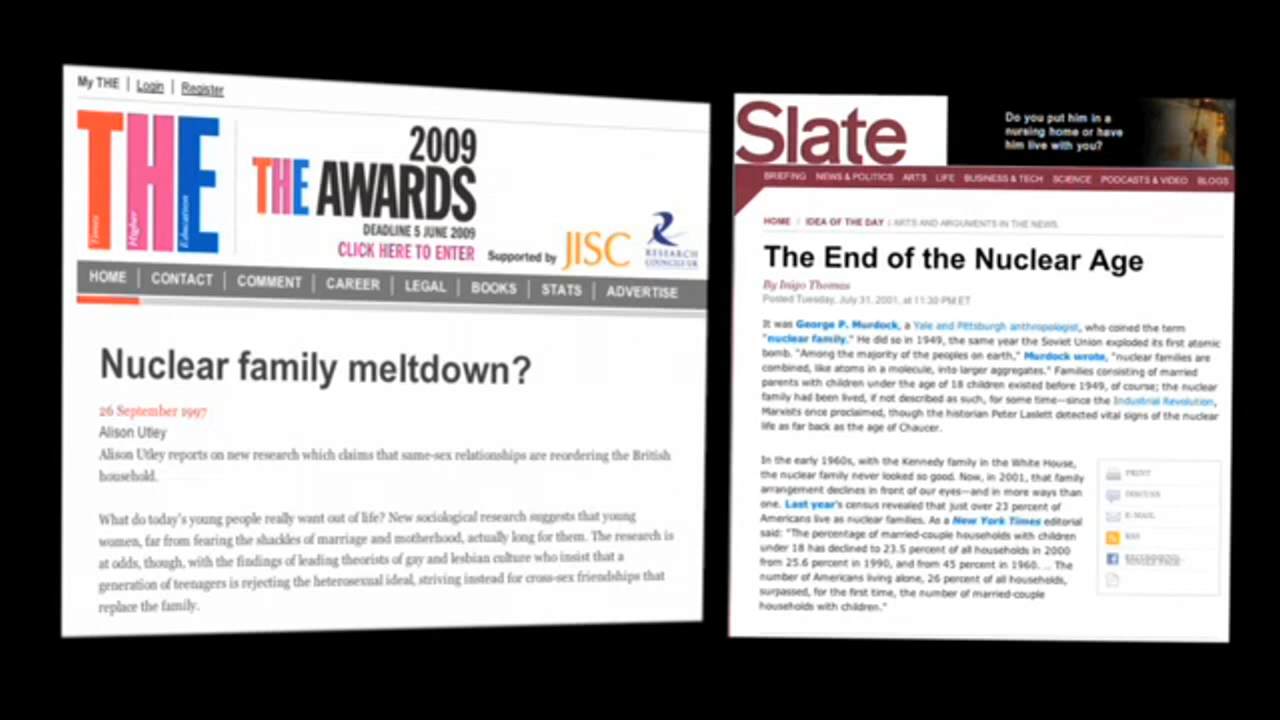 My THE | Login | Register
THE
Times
Higher
Education
2009
THE AWARDS
DEADLINE 5 JUNE 2009
CLICK HERE TO ENTER
Supported by JISC
RESEARCH
COUNCILS UK
HOME | CONTACT | COMMENT | CAREER | LEGAL | BOOKS | STATS | ADVERTISE
Nuclear family meltdown?
26 September 1997
Alison Utley
Alison Utley reports on new research which claims that same-sex relationships are reordering the British
household.
What do today's young people really want out of life? New sociological research suggests that young
women, far from fearing the shackles of marriage and motherhood, actually long for them. The research is
at odds, though, with the findings of leading theorists of gay and lesbian culture who insist that a
generation of teenagers is rejecting the heterosexual ideal, striving instead for cross-sex friendships that
replace the family.
Slate
Do you put him in a
nursing home or have
him live with you?
BRIEFING NEWS & POLITICS ARTS LIFE BUSINESS & TECH SCIENCE PODCASTS & VIDEO BLOGS
HOME / IDEA OF THE DAY : ARTS AND ARGUMENTS IN THE NEWS.
The End of the Nuclear Age
By Inigo Thomas
Posted Tuesday, July 31, 2001, at 11:30 PM ET
It was George P. Murdock, a Yale and Pittsburgh anthropologist, who coined the term
"nuclear family." He did so in 1949, the same year the Soviet Union exploded its first atomic
bomb. "Among the majority of the peoples on earth," Murdock wrote, "nuclear families are
combined, like atoms in a molecule, into larger aggregates." Families consisting of married
parents with children under the age of 18 children existed before 1949, of course; the nuclear
family had been lived, if not described as such, for some time—since the Industrial Revolution,
Marxists once proclaimed, though the historian Peter Laslett detected vital signs of the nuclear
life as far back as the age of Chaucer.
In the early 1960s, with the Kennedy family in the White House,
the nuclear family never looked so good. Now, in 2001, that family
arrangement declines in front of our eyes—and in more ways than
one. Last year's census revealed that just over 23 percent of
Americans live as nuclear families. As a New York Times editorial
said: "The percentage of married-couple households with children
under 18 has declined to 23.5 percent of all households in 2000
from 25.6 percent in 1990, and from 45 percent in 1960. ... The
number of Americans living alone, 26 percent of all households,
surpassed, for the first time, the number of married-couple
households with children."
PRINT
DISCUSS
E-MAIL
RSS